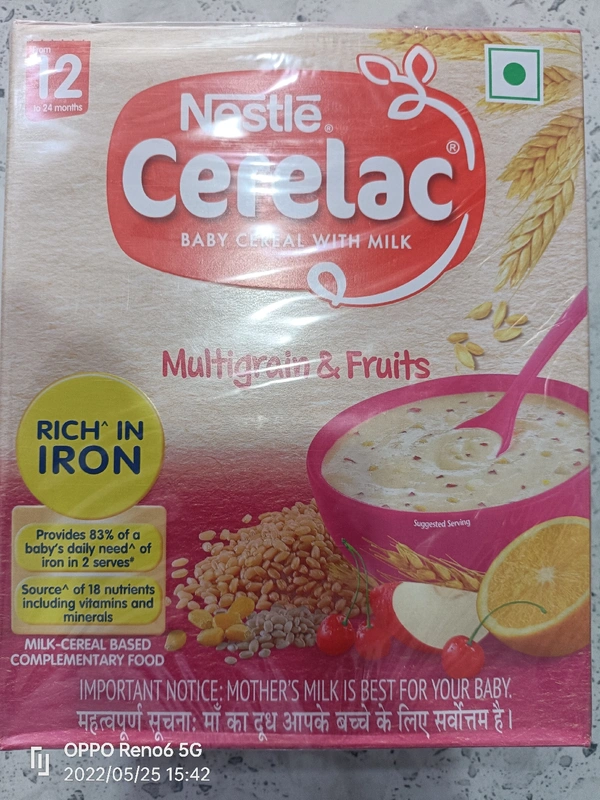 from
12
to 24 months
Nestlē®
Cerelac®
BABY CEREAL WITH MILK
Multigrain & Fruits
RICH^ IN
IRON
Provides 83% of a
baby's daily need^ of
iron in 2 serves#
Source^ of 18 nutrients
including vitamins and
minerals
MILK-CEREAL BASED
COMPLEMENTARY FOOD
Suggested Serving
IMPORTANT NOTICE: MOTHER'S MILK IS BEST FOR YOUR BABY.
महत्वपूर्ण सूचना: माँ का दूध आपके बच्चे के लिए सर्वोत्तम है।
OPPO Reno6 5G
2022/05/25 15:42